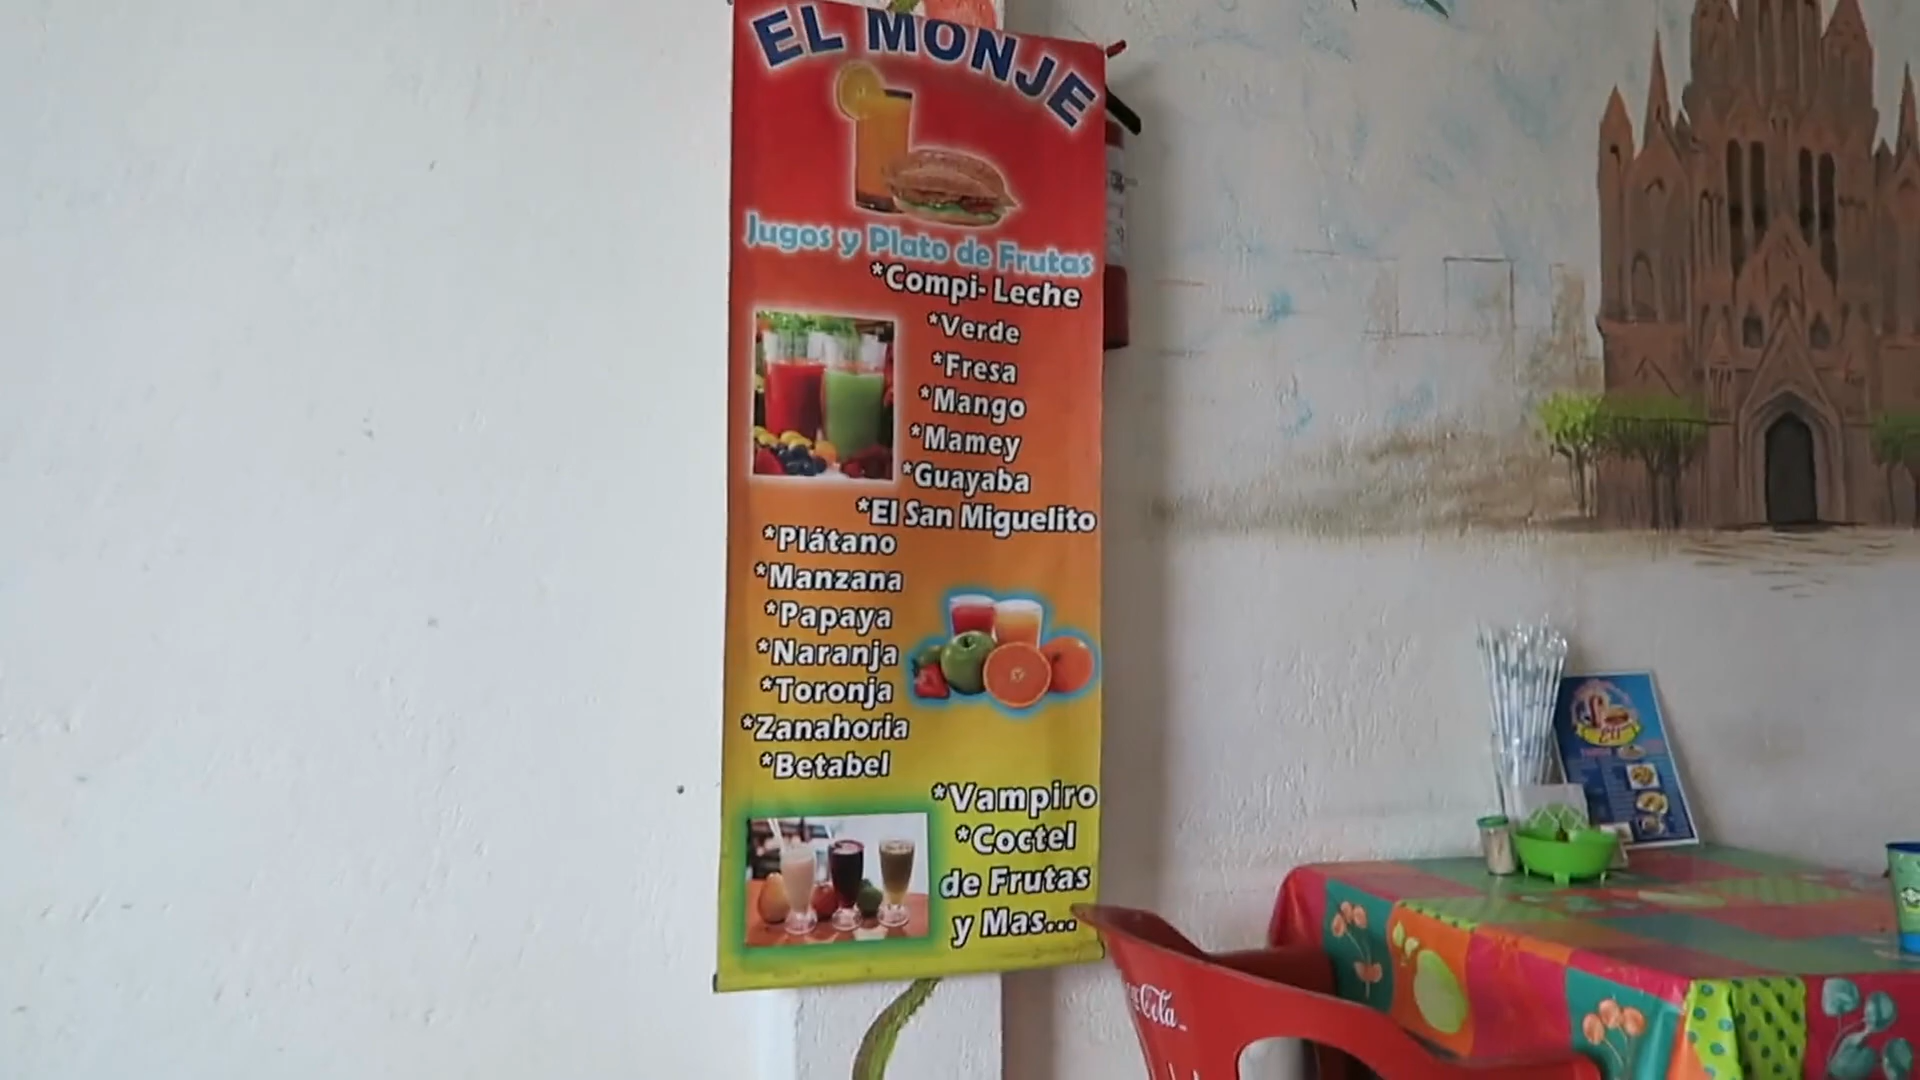 EL MONJE
Jugos y Plato de Frutas
*Compi- Leche
*Verde
*Fresa
*Mango
*Mamey
*Guayaba
*El San Miguelito
*Plátano
*Manzana
*Papaya
*Naranja
*Toronja
*Zanahoria
*Betabel
*Vampiro
*Coctel
de Frutas
y Mas...
Cola